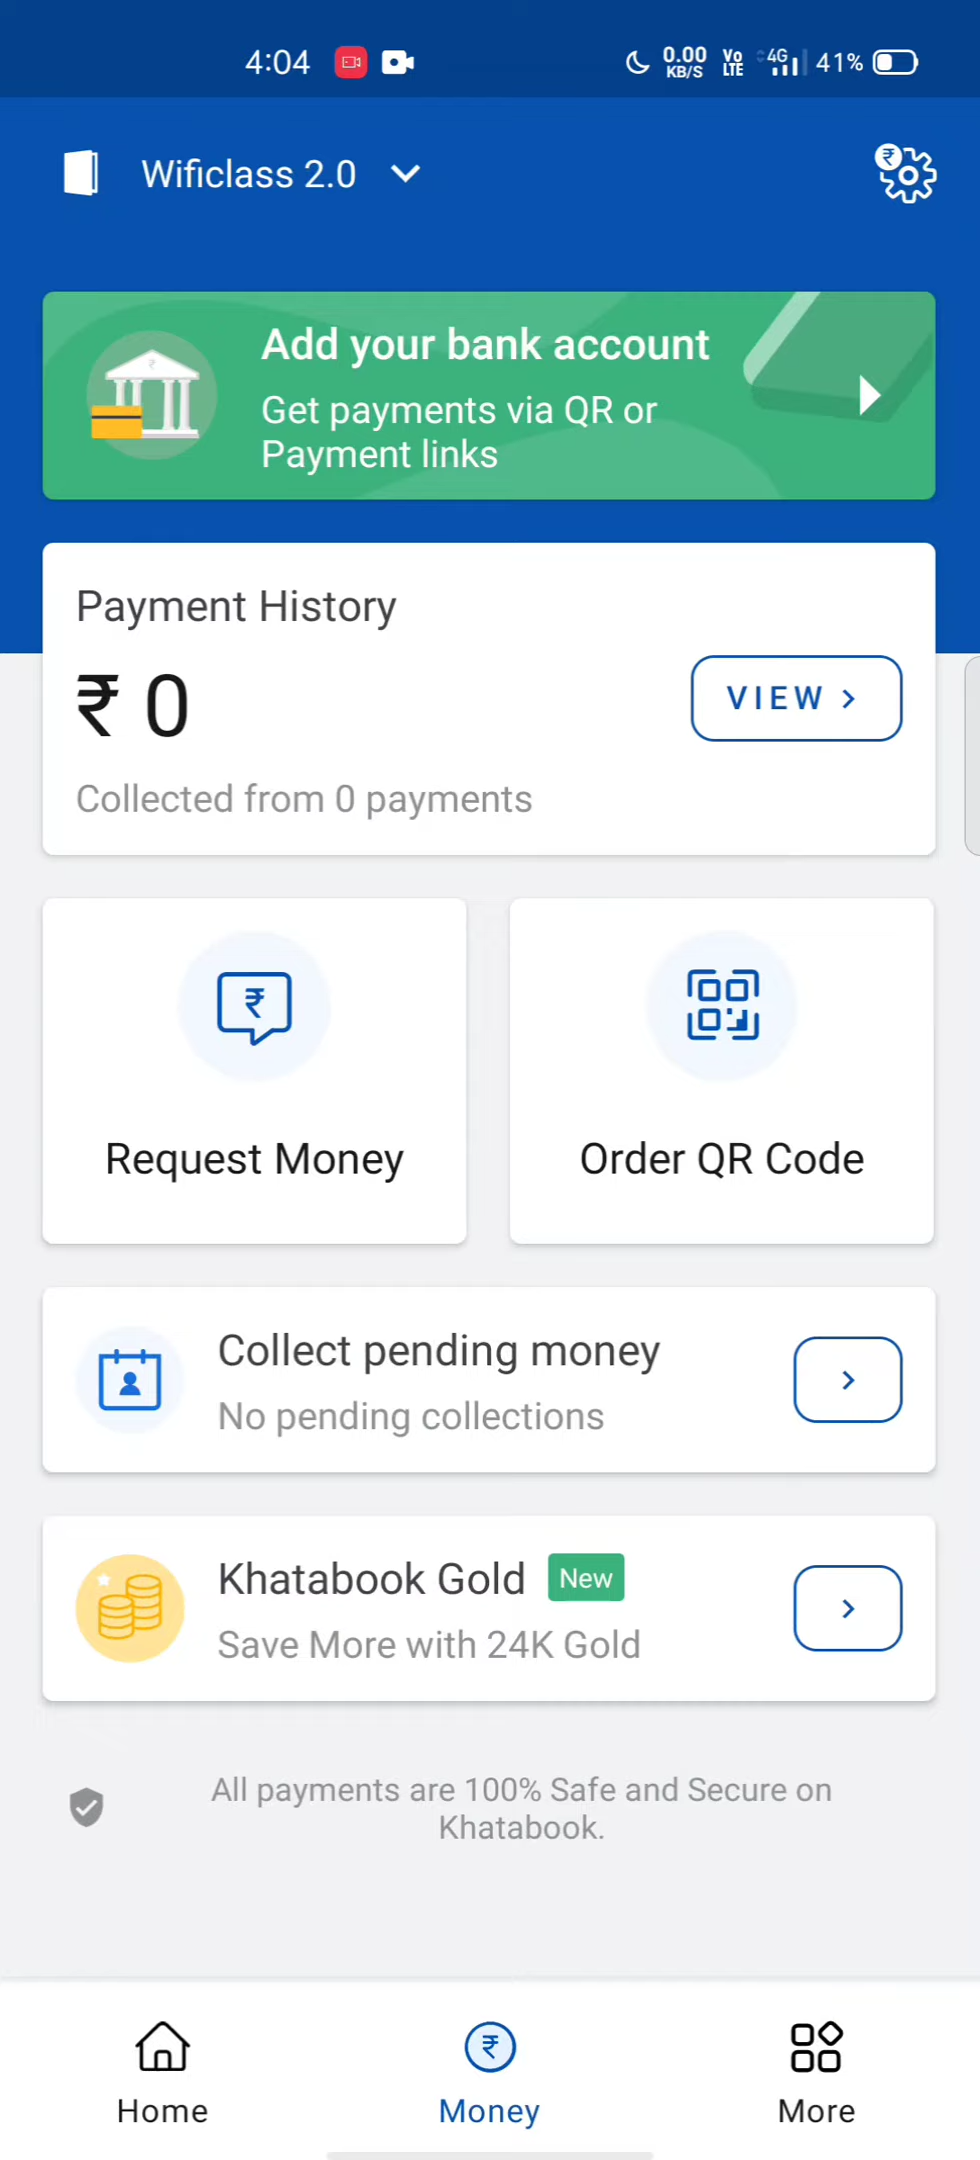 4:04 0.00 KB/S Vo LTE 4G 41%
Wificlass 2.0
₹
Add your bank account
Get payments via QR or
Payment links
Payment History
₹ 0
VIEW >
Collected from 0 payments
₹
Request Money
Order QR Code
Collect pending money
No pending collections
Khatabook Gold New
Save More with 24K Gold
All payments are 100% Safe and Secure on
Khatabook.
₹
Home Money More